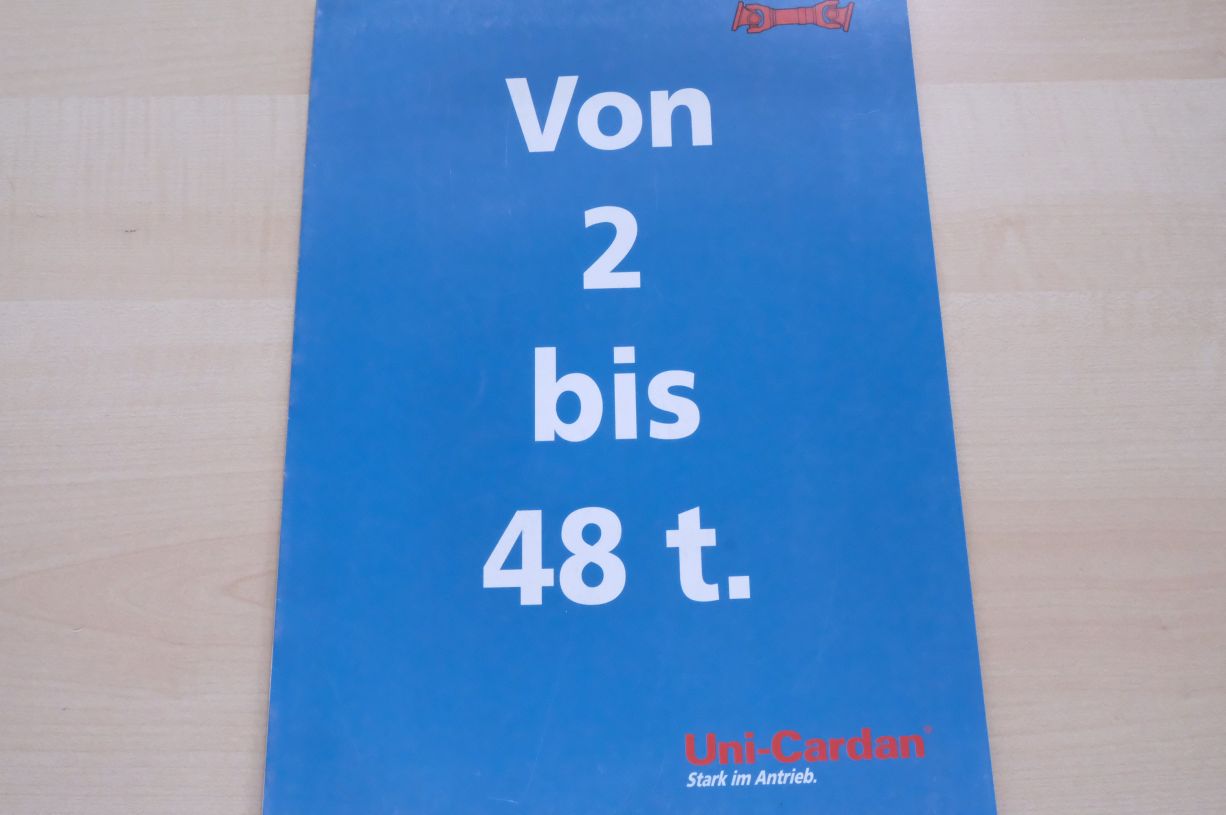 Von
2
bis
48 t.
Uni-Cardan®
Stark im Antrieb.